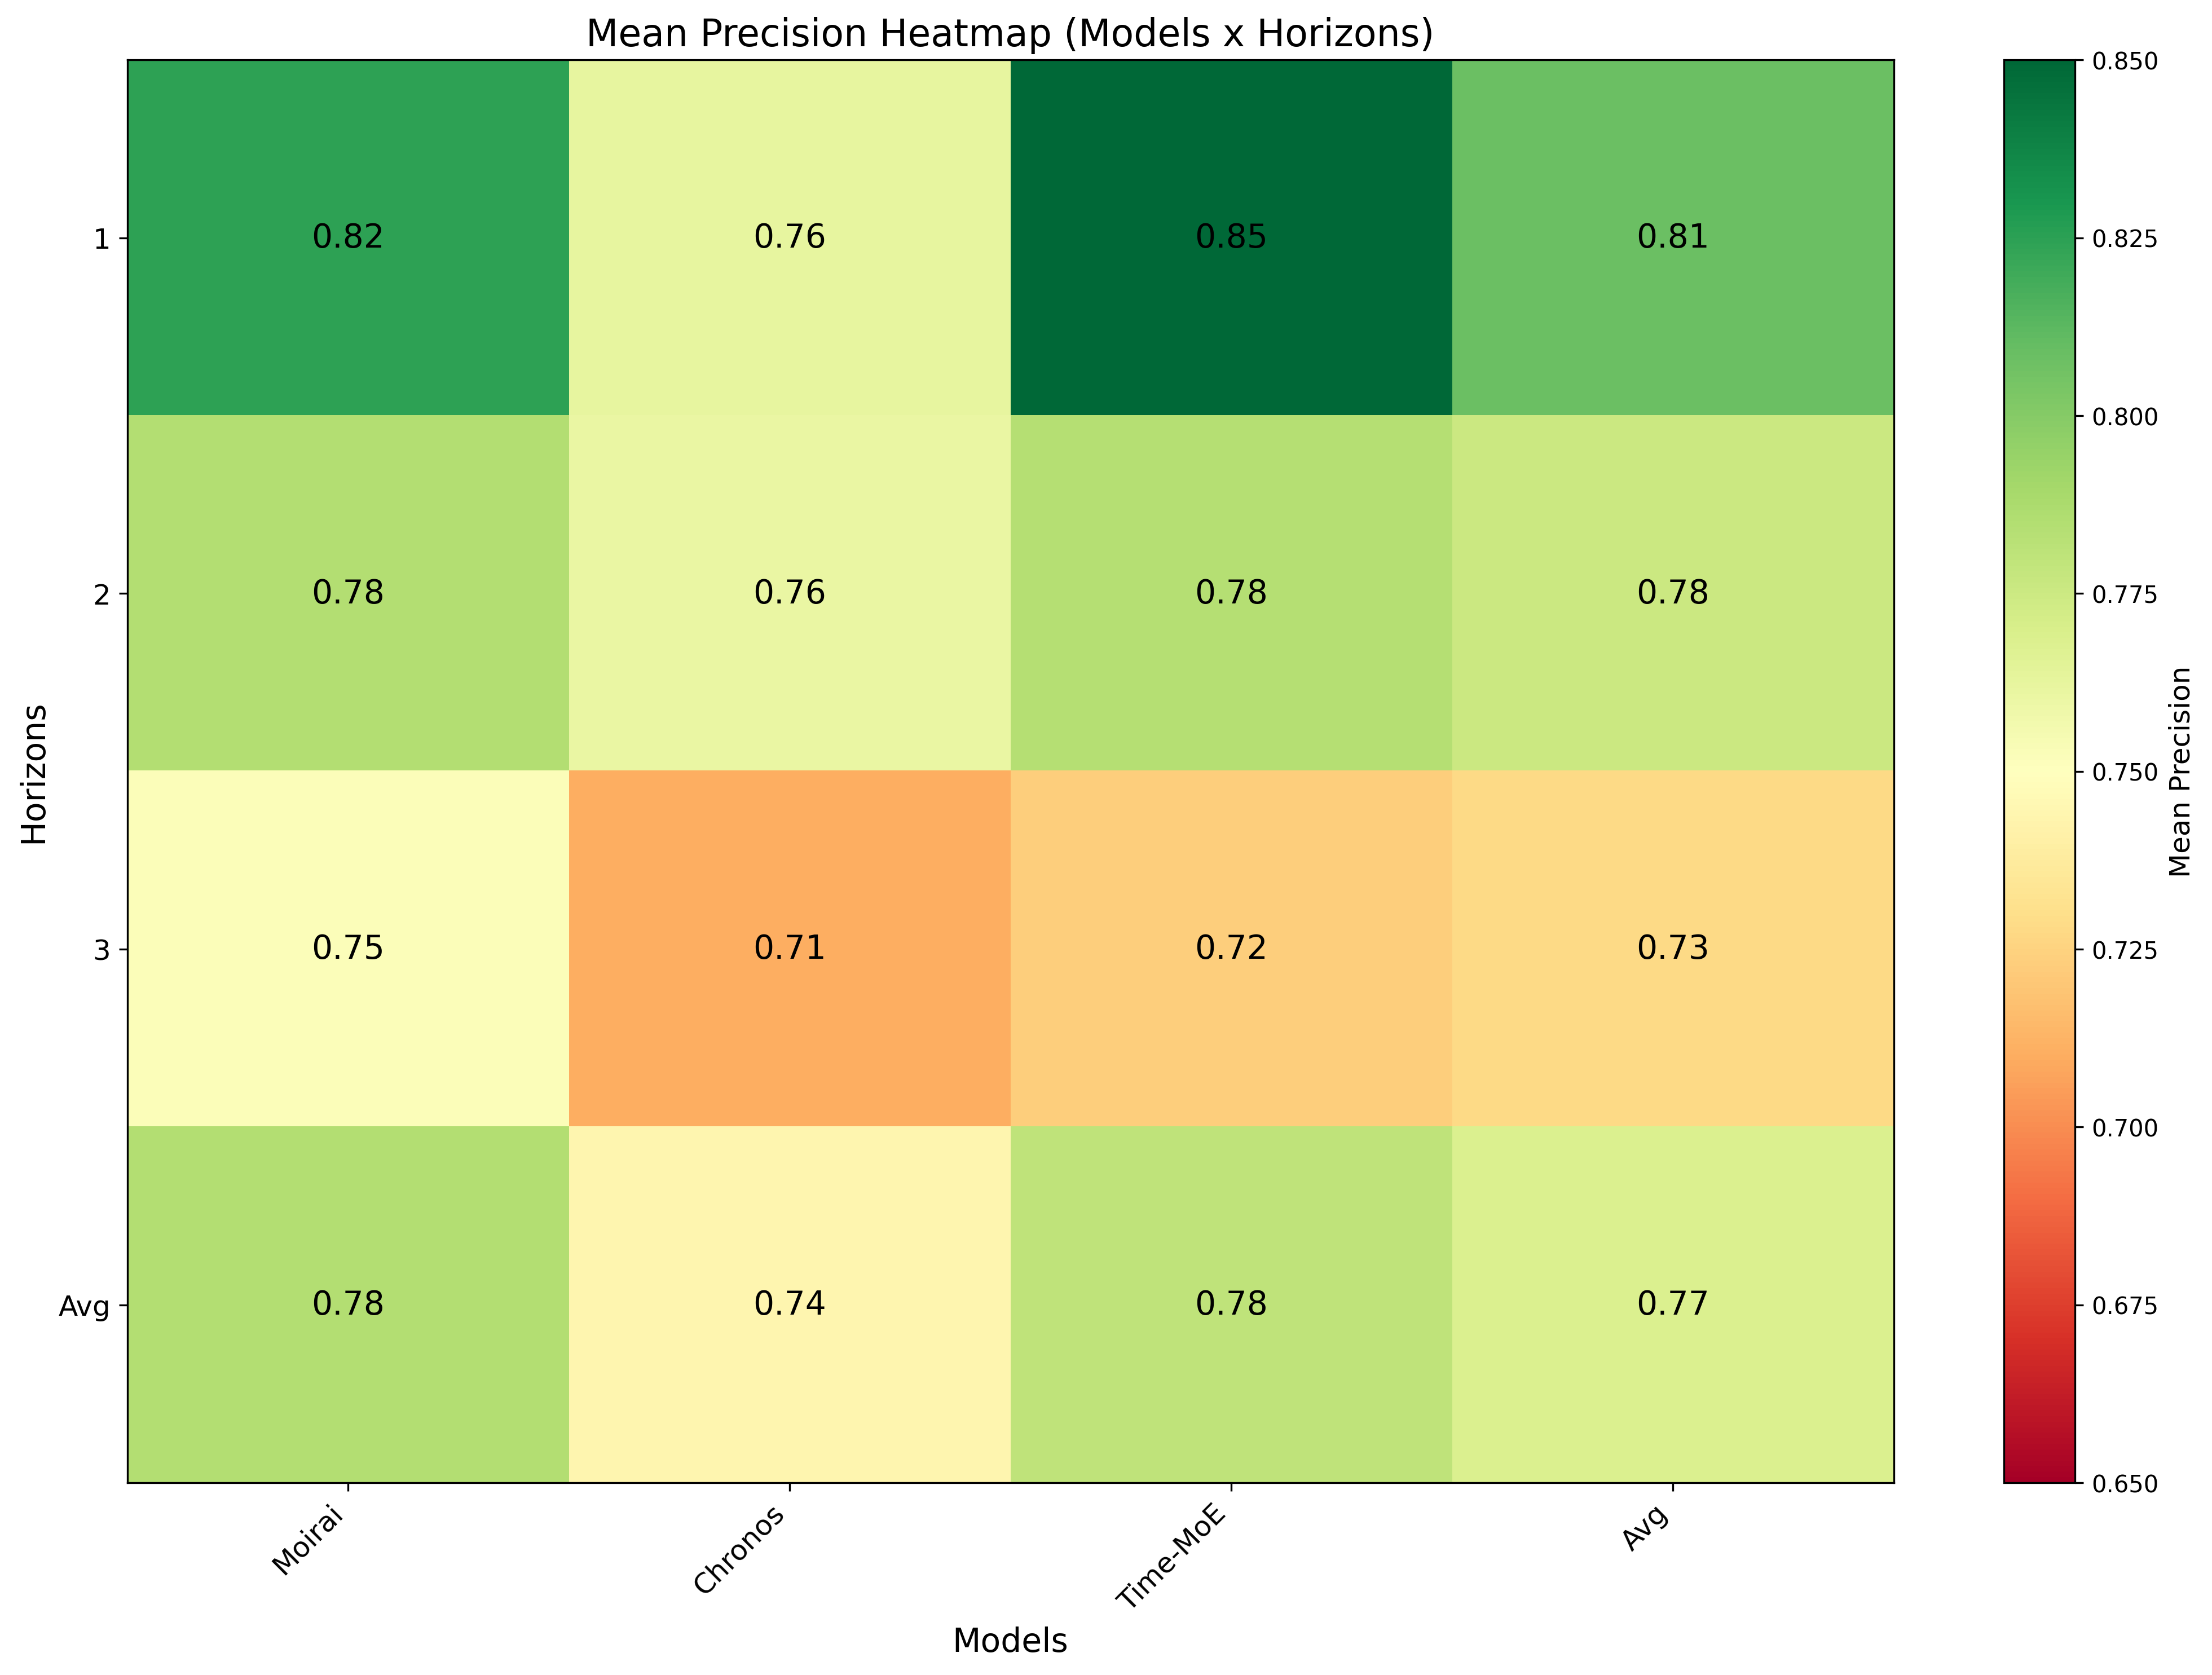 Mean Precision Heatmap (Models x Horizons)
0.82 0.76 0.85 0.81
0.78 0.76 0.78 0.78
0.75 0.71 0.72 0.73
0.78 0.74 0.78 0.77
1
2
3
Avg
Horizons
Moirai
Chronos
Time-MoE
Avg
Models
0.850
0.825
0.800
0.775
0.750
0.725
0.700
0.675
0.650
Mean Precision